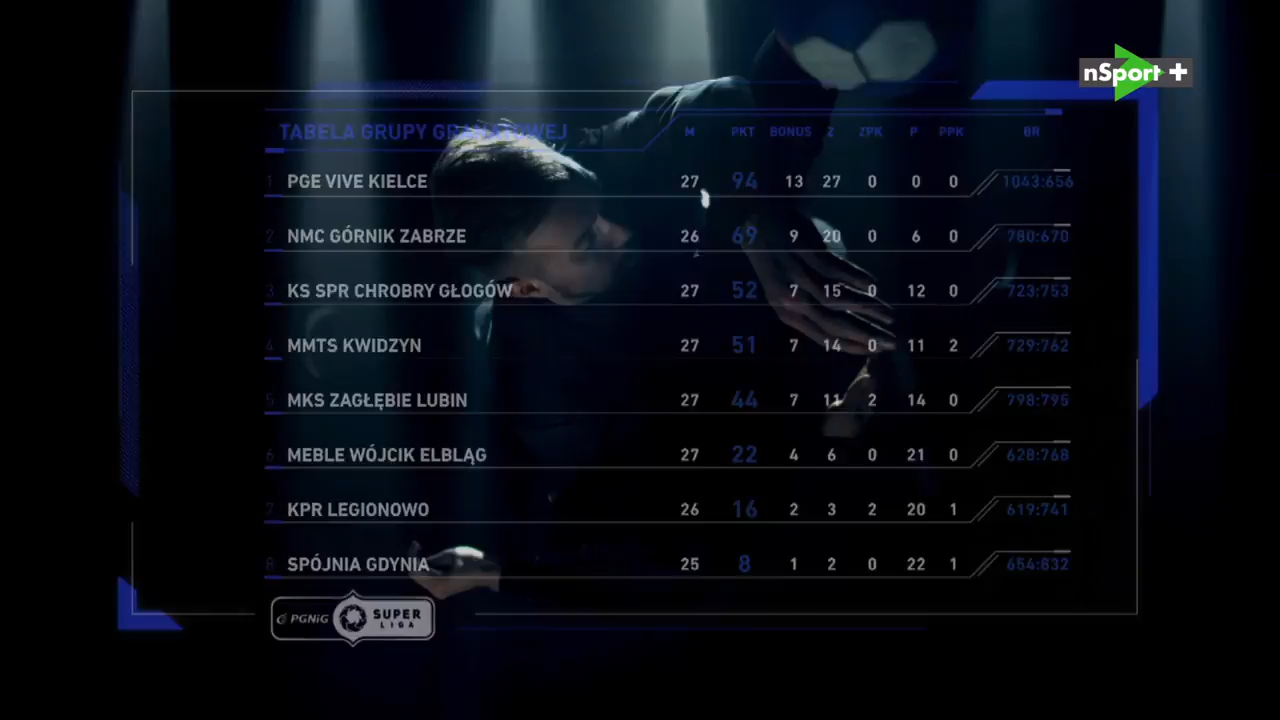 nSport +
TABELA GRUPY GRANATOWEJ M PKT BONUS Z ZPK P PPK BR
1 PGE VIVE KIELCE 27 94 13 27 0 0 0 1043:656
2 NMC GÓRNIK ZABRZE 26 69 9 20 0 6 0 780:670
3 KS SPR CHROBRY GŁOGÓW 27 52 7 15 0 12 0 723:753
4 MMTS KWIDZYN 27 51 7 14 0 11 2 729:762
5 MKS ZAGŁĘBIE LUBIN 27 44 7 11 2 14 0 798:795
6 MEBLE WÓJCIK ELBLĄG 27 22 4 6 0 21 0 628:768
7 KPR LEGIONOWO 26 16 2 3 2 20 1 619:741
8 SPÓJNIA GDYNIA 25 8 1 2 0 22 1 654:832
PGNiG SUPER
LIGA